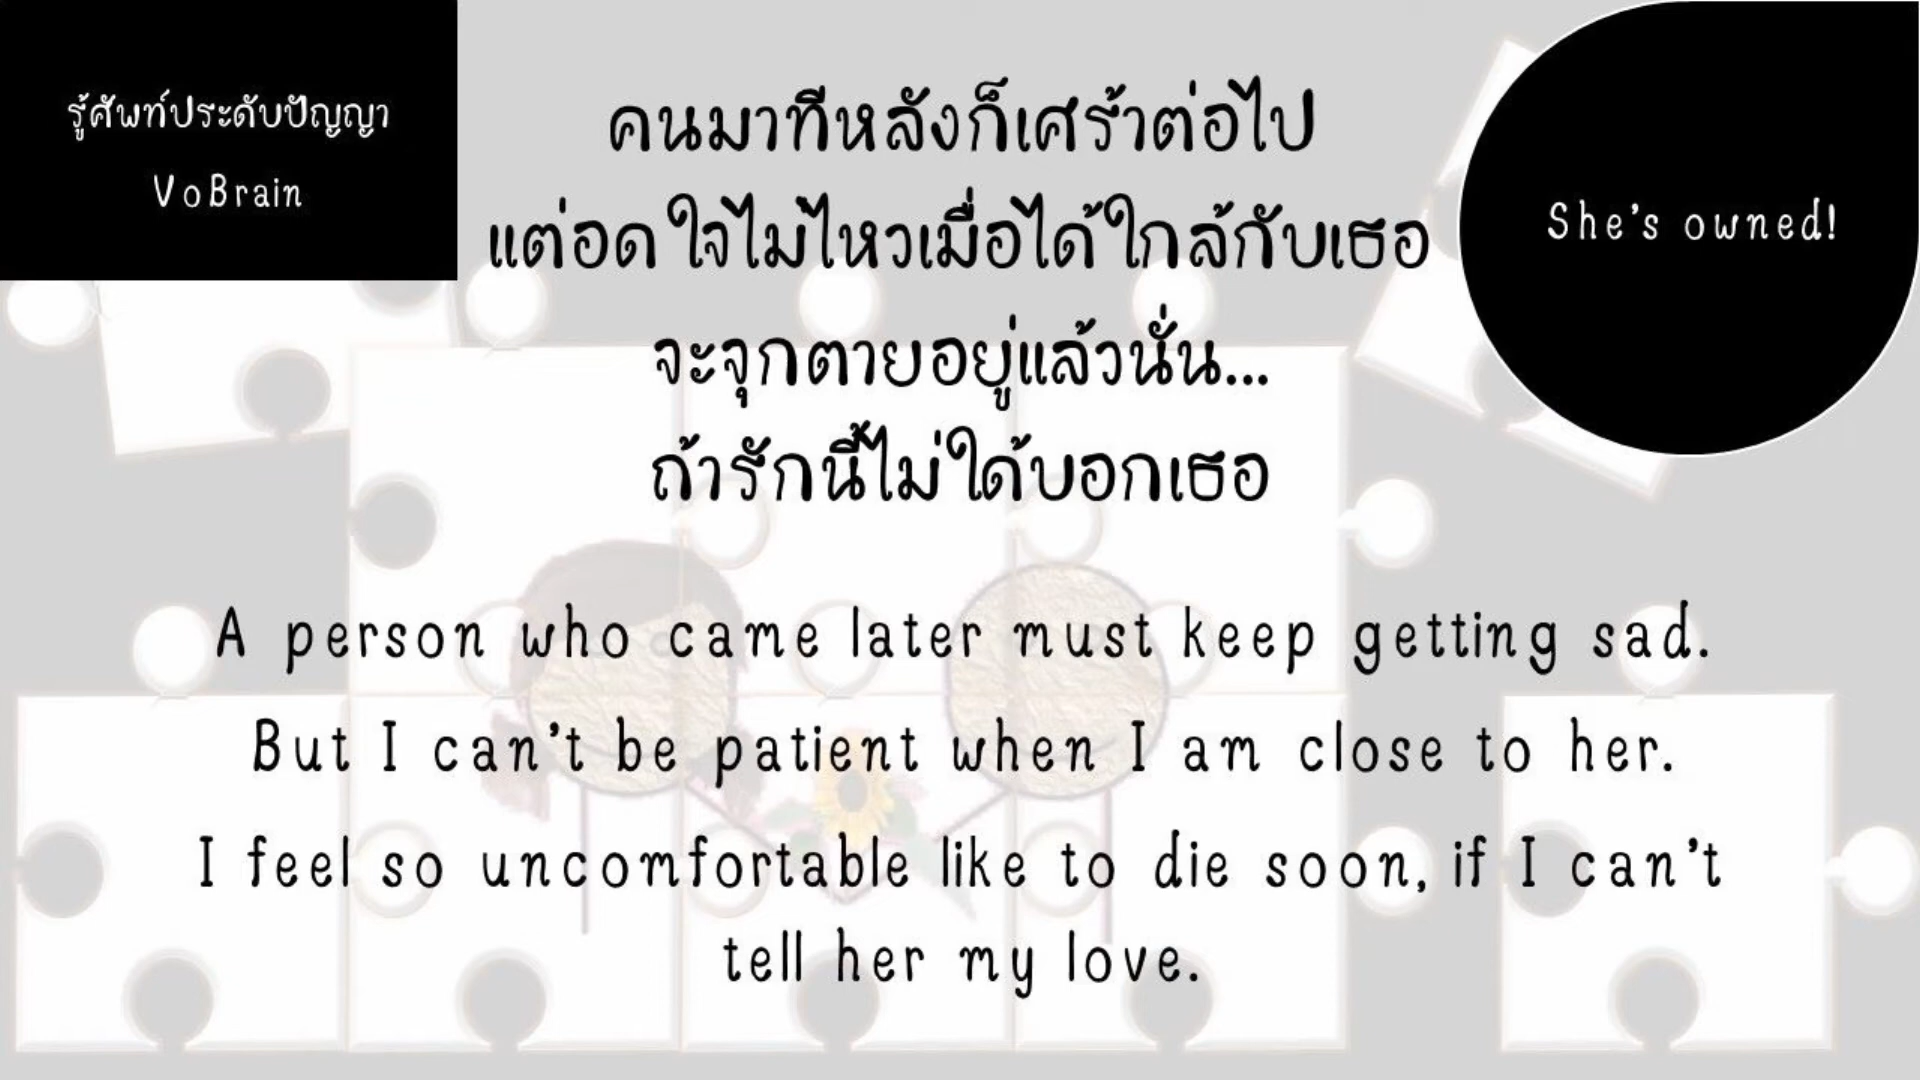 รู้ศัพท์ประดับปัญญา
VoBrain
คนมาทีหลังก็เศร้าต่อไป
แต่อดใจไม่ไหวเมื่อได้ใกล้กับเธอ
จะจุกตายอยู่แล้วนั่น...
ถ้ารักนี้ไม่ใด้บอกเธอ
She's owned!
A person who came later must keep getting sad.
But I can't be patient when I am close to her.
I feel so uncomfortable like to die soon, if I can't
tell her my love.